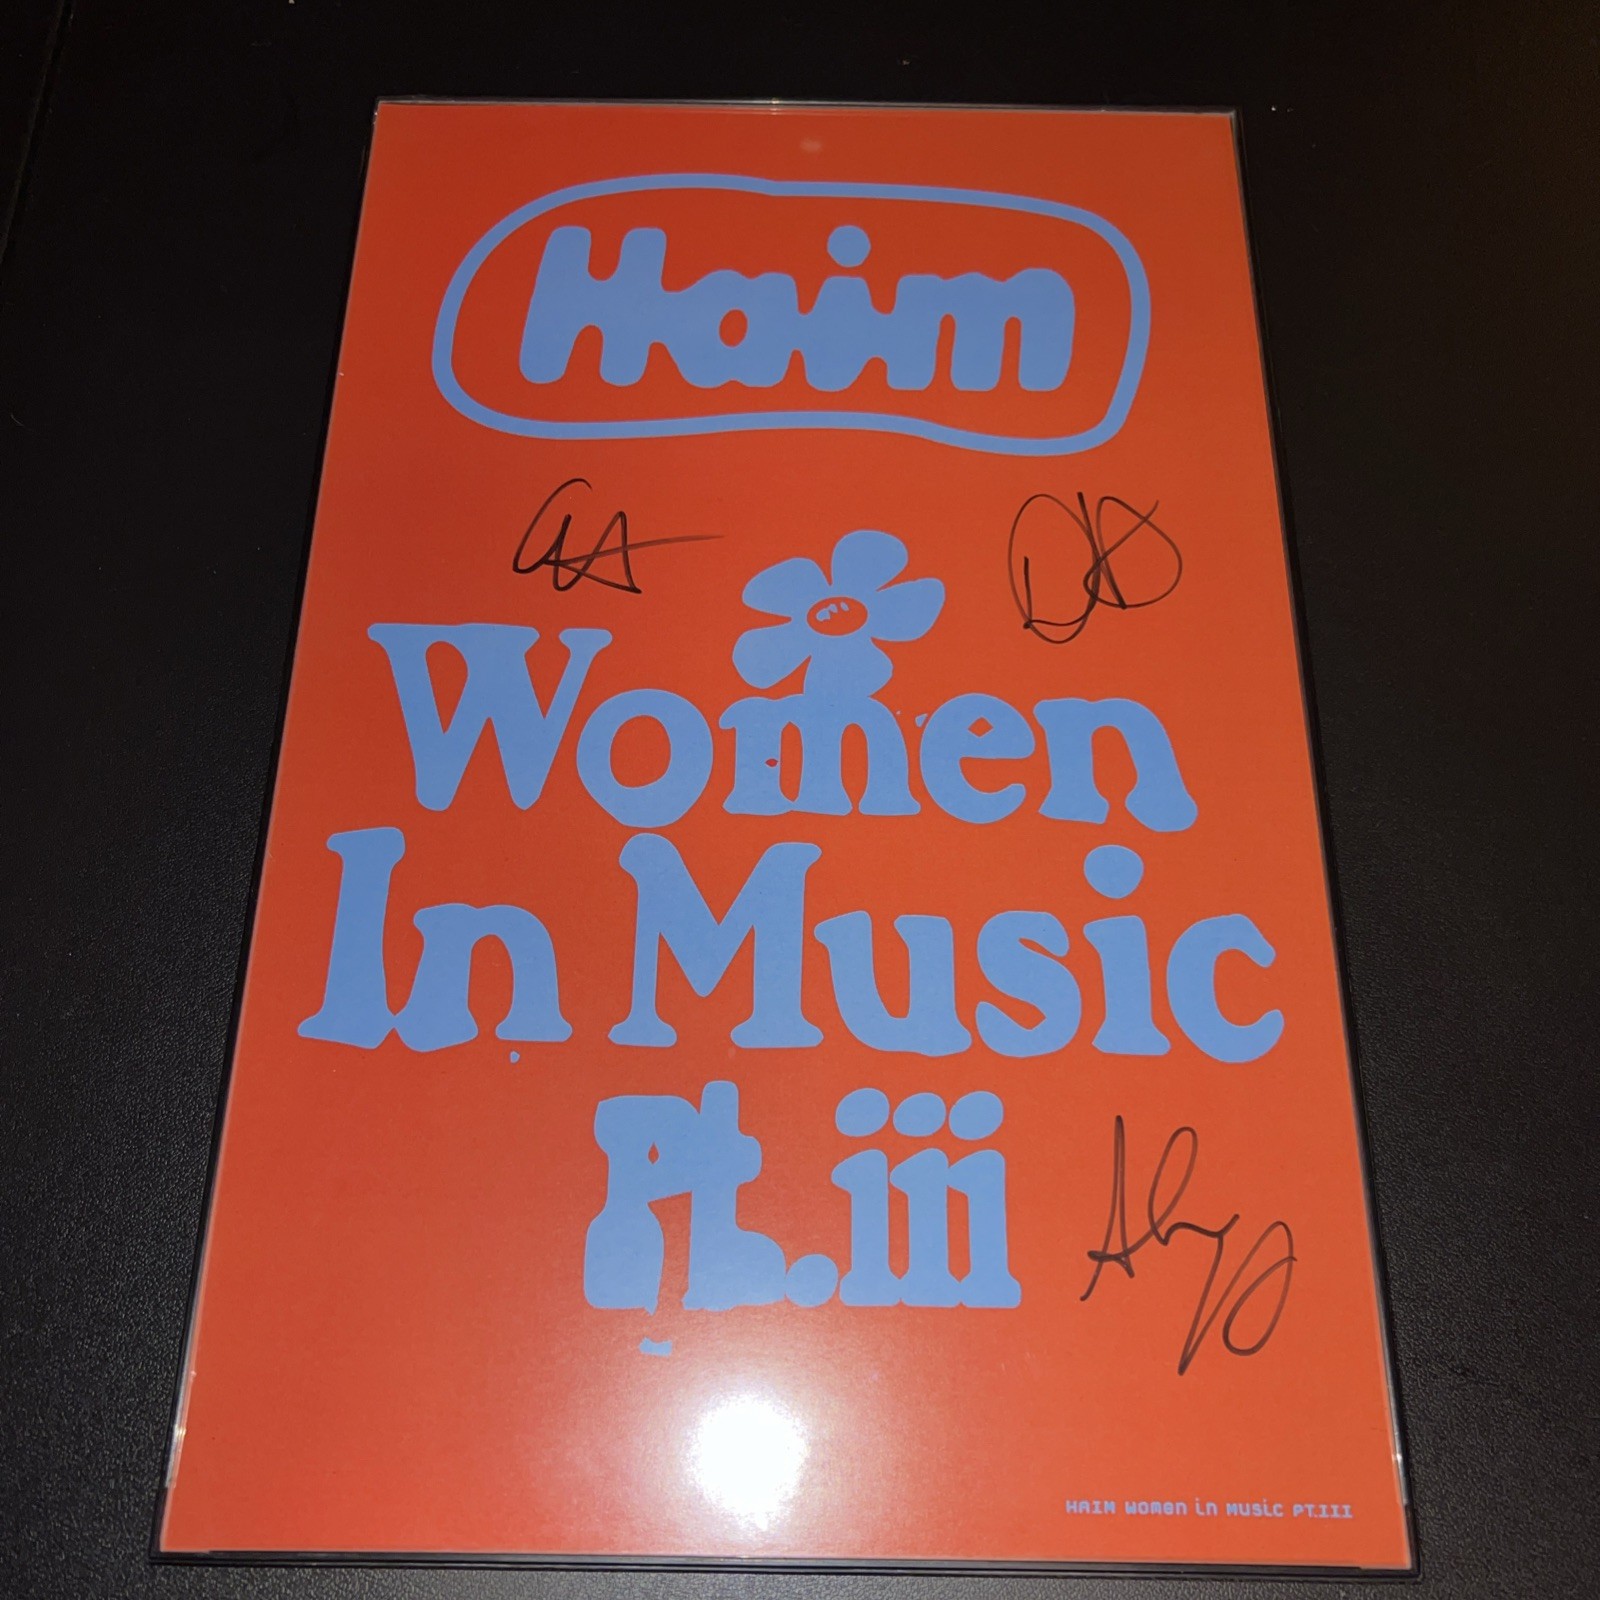 Haim
Women
In Music
Pt.iii
HAIM Women in Music PT.III